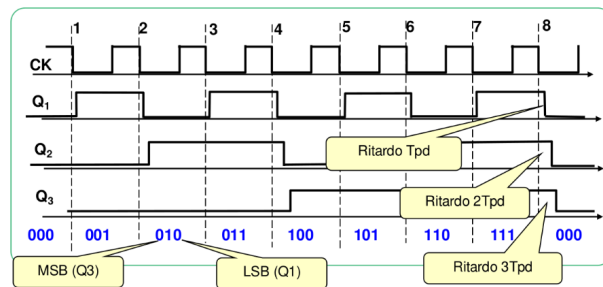 1 2 3 4 5 6 7 8
CK
Q1
Q2
Ritardo Tpd
Q3
Ritardo 2Tpd
000 001 010 011 100 101 110 111 000
MSB (Q3) LSB (Q1) Ritardo 3Tpd